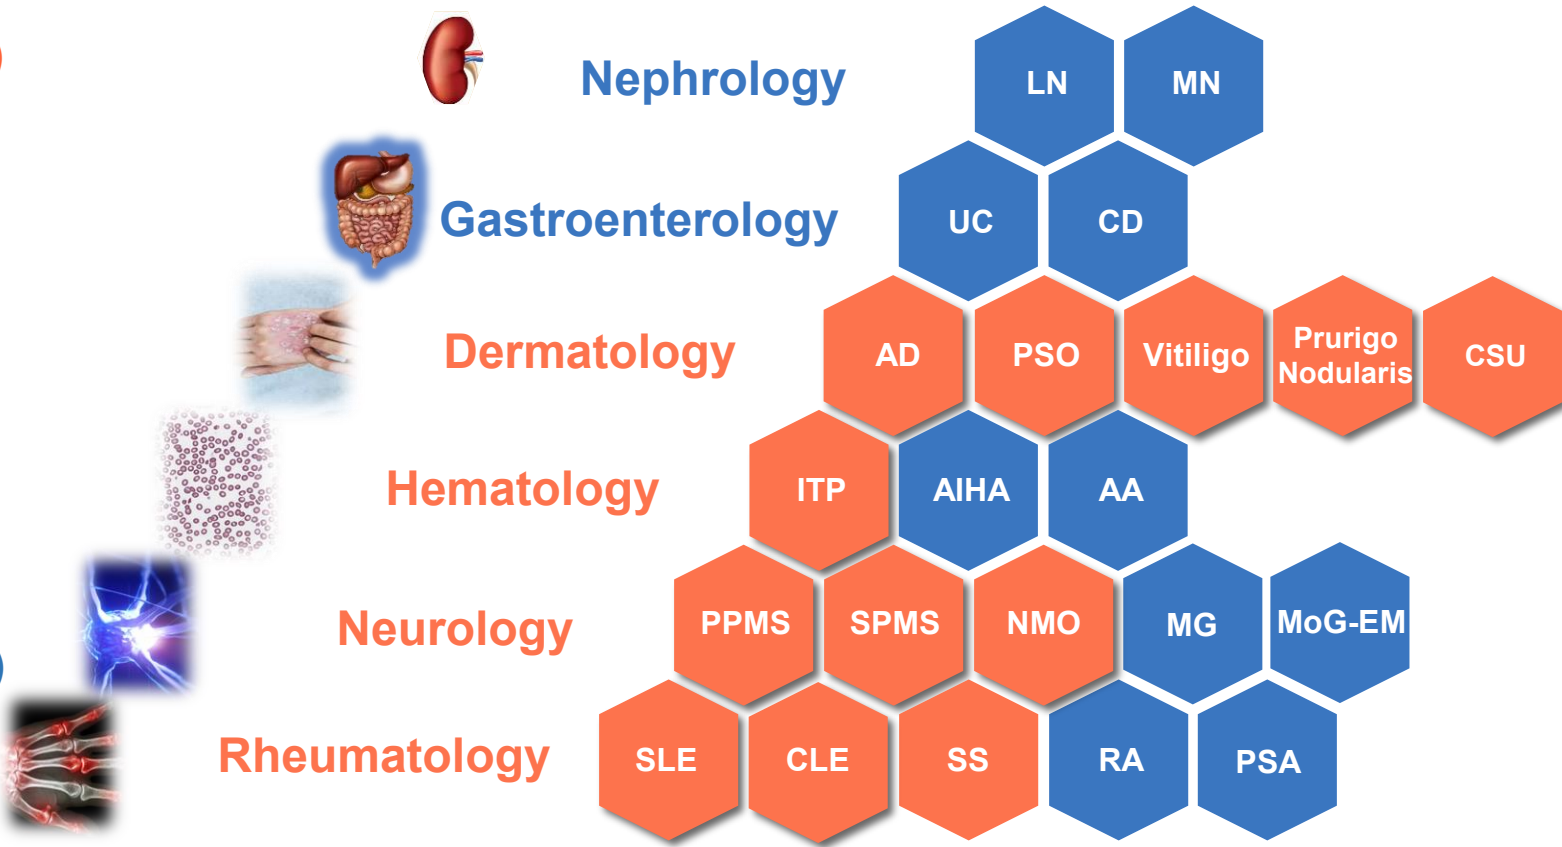 Nephrology
LN
MN
Gastroenterology
UC
CD
Dermatology
AD
PSO
Vitiligo
Prurigo
Nodularis
CSU
Hematology
ITP
AIHA
AA
Neurology
PPMS
SPMS
NMO
MG
MoG-EM
Rheumatology
SLE
CLE
SS
RA
PSA